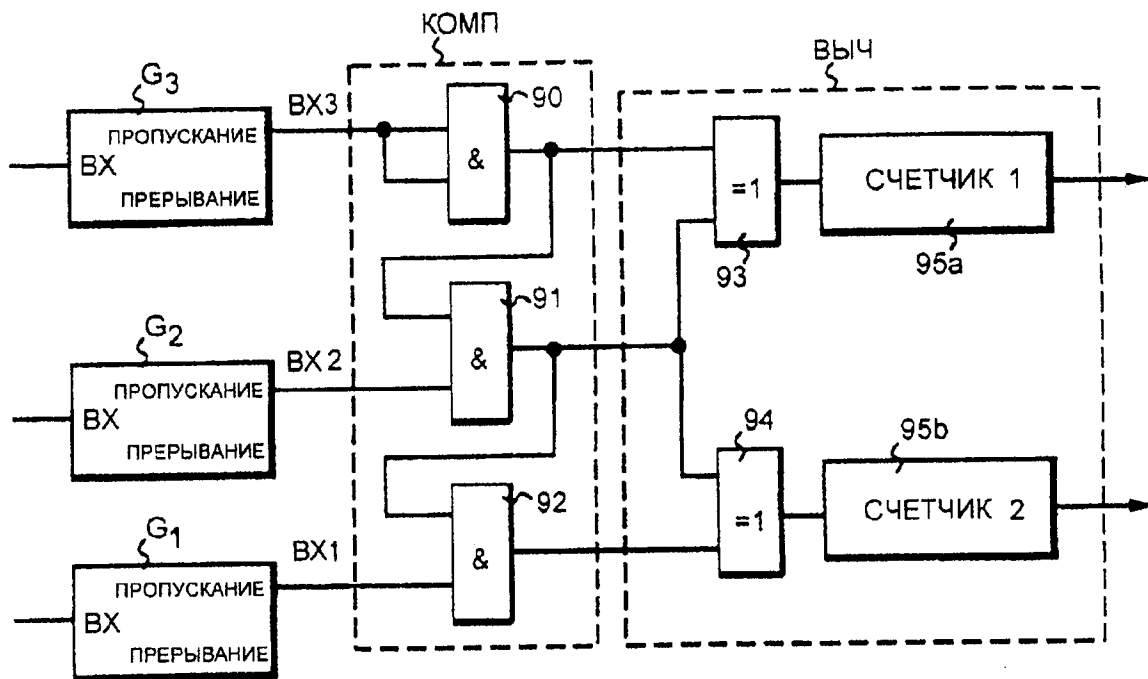 КОМП
ВЫЧ
G3
ВХ3
90
ПРОПУСКАНИЕ
ВХ
ПРЕРЫВАНИЕ
&
=1
93
СЧЕТЧИК 1
95a
G2
ВХ2
91
ПРОПУСКАНИЕ
ВХ
ПРЕРЫВАНИЕ
&
94
=1
95b
СЧЕТЧИК 2
G1
ВХ1
92
ПРОПУСКАНИЕ
ВХ
ПРЕРЫВАНИЕ
&